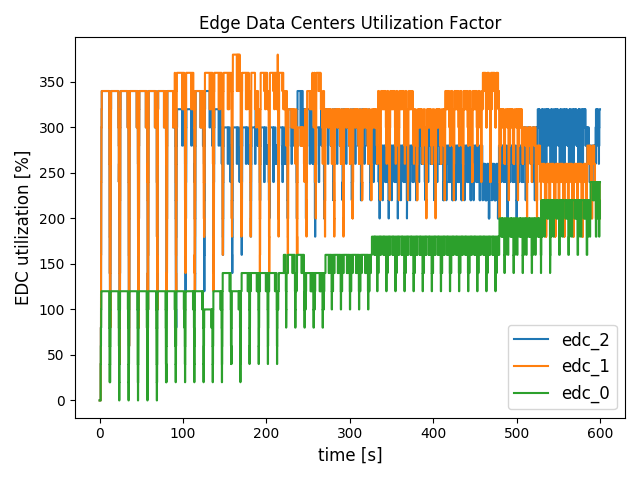 Edge Data Centers Utilization Factor
EDC utilization [%]
350
300
250
200
150
100
50
0
0
100
200
300
400
500
600
time [s]
edc_2
edc_1
edc_0